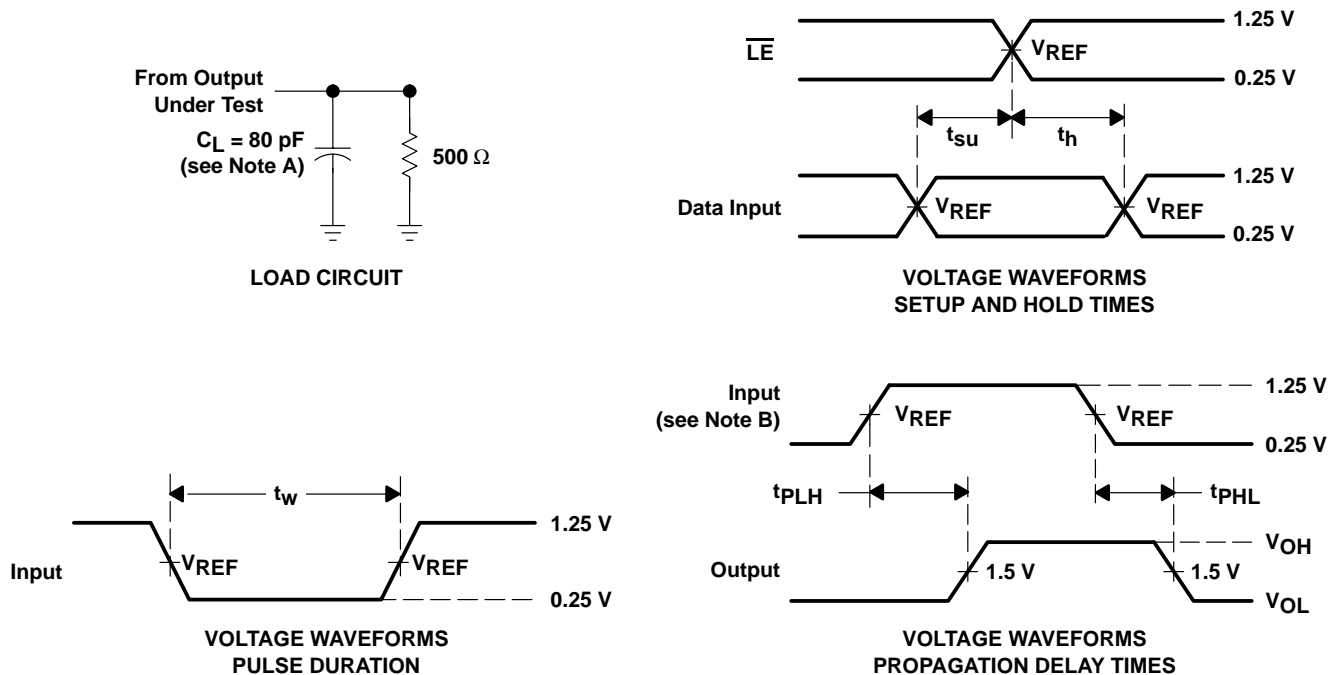 From Output
Under Test
CL = 80 pF
(see Note A)
500 Ω
LOAD CIRCUIT
LE
1.25 V
VREF
0.25 V
tsu
th
Data Input
1.25 V
VREF
VREF
0.25 V
VOLTAGE WAVEFORMS
SETUP AND HOLD TIMES
tw
1.25 V
Input
VREF
VREF
0.25 V
VOLTAGE WAVEFORMS
PULSE DURATION
Input
(see Note B)
1.25 V
VREF
VREF
0.25 V
tPLH
tPHL
VOH
Output
1.5 V
1.5 V
VOL
VOLTAGE WAVEFORMS
PROPAGATION DELAY TIMES